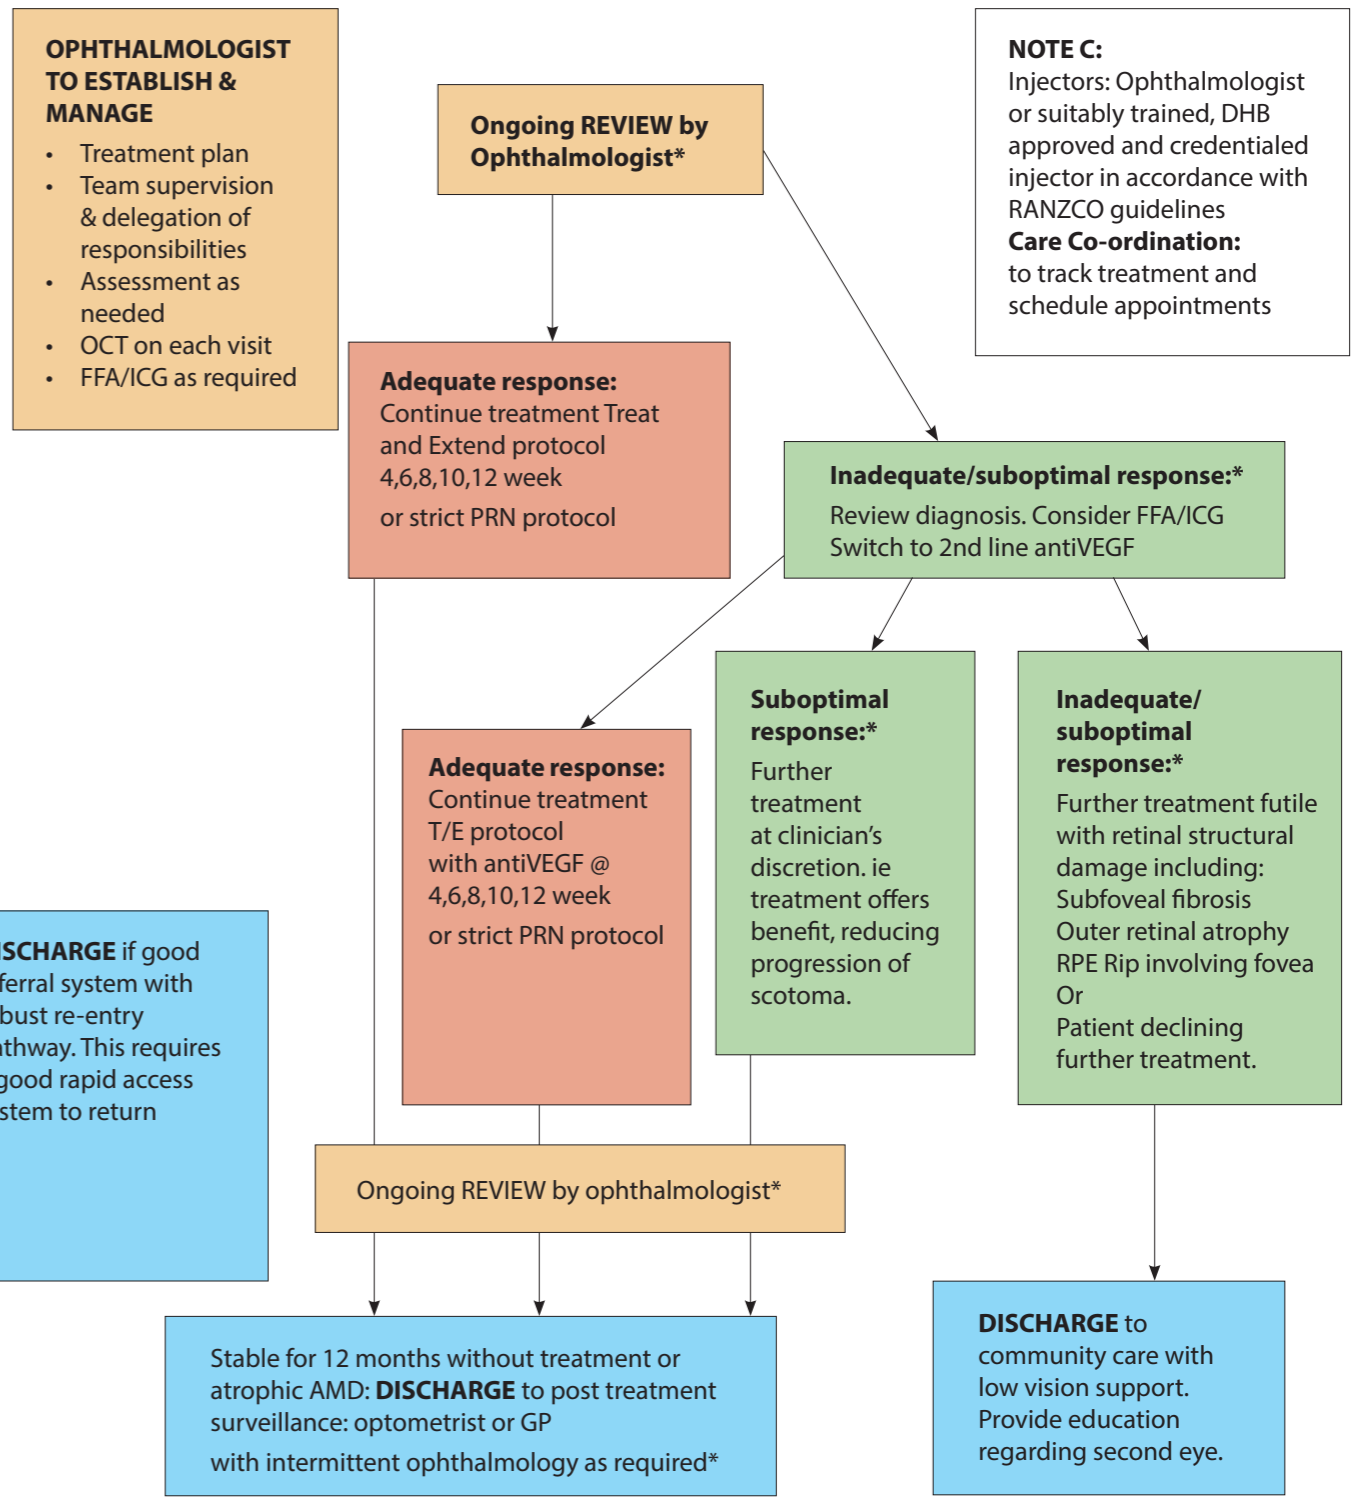 OPHTHALMOLOGIST
TO ESTABLISH &
MANAGE
• Treatment plan
• Team supervision
& delegation of
responsibilities
• Assessment as
needed
• OCT on each visit
• FFA/ICG as required
Ongoing REVIEW by
Ophthalmologist*
NOTE C:
Injectors: Ophthalmologist
or suitably trained, DHB
approved and credentialed
injector in accordance with
RANZCO guidelines
Care Co-ordination:
to track treatment and
schedule appointments
Adequate response:
Continue treatment Treat
and Extend protocol
4,6,8,10,12 week
or strict PRN protocol
Inadequate/suboptimal response:*
Review diagnosis. Consider FFA/ICG
Switch to 2nd line antiVEGF
Adequate response:
Continue treatment
T/E protocol
with antiVEGF @
4,6,8,10,12 week
or strict PRN protocol
Suboptimal
response:*
Further
treatment
at clinician's
discretion. ie
treatment offers
benefit, reducing
progression of
scotoma.
Inadequate/
suboptimal
response:*
Further treatment futile
with retinal structural
damage including:
Subfoveal fibrosis
Outer retinal atrophy
RPE Rip involving fovea
Or
Patient declining
further treatment.
if good
system with
re-entry
This requires
good rapid access
to return
Ongoing REVIEW by ophthalmologist*
Stable for 12 months without treatment or
atrophic AMD: DISCHARGE to post treatment
surveillance: optometrist or GP
with intermittent ophthalmology as required*
DISCHARGE to
community care with
low vision support.
Provide education
regarding second eye.